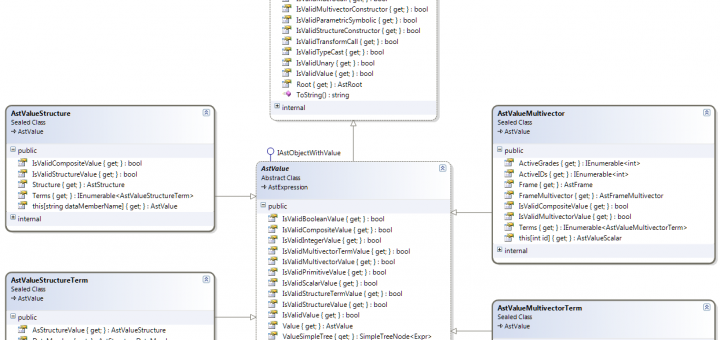 IsValidMultivectorConstructor { get; } : bool
IsValidParametricSymbolic { get; } : bool
IsValidStructureConstructor { get; } : bool
IsValidTransformCall { get; } : bool
IsValidTypeCast { get; } : bool
IsValidUnary { get; } : bool
IsValidValue { get; } : bool
Root { get; } : AstRoot
ToString() : string
internal
AstValueStructure
Sealed Class
AstValue
public
IsValidCompositeValue { get; } : bool
IsValidStructureValue { get; } : bool
Structure { get; } : AstStructure
Terms { get; } : IEnumerable<AstValueStructureTerm>
this[string dataMemberName] { get; } : AstValue
internal
AstValueStructureTerm
Sealed Class
AstValue
public
AsStructureValue { get; } : AstValueStructure
IAstObjectWithValue
AstValue
Abstract Class
AstExpression
public
IsValidBooleanValue { get; } : bool
IsValidCompositeValue { get; } : bool
IsValidIntegerValue { get; } : bool
IsValidMultivectorTermValue { get; } : bool
IsValidMultivectorValue { get; } : bool
IsValidPrimitiveValue { get; } : bool
IsValidScalarValue { get; } : bool
IsValidStructureTermValue { get; } : bool
IsValidStructureValue { get; } : bool
IsValidValue { get; } : bool
Value { get; } : AstValue
ValueSimpleTree { get; } : SimpleTreeNode<Expr>
AstValueMultivector
Sealed Class
AstValue
public
ActiveGrades { get; } : IEnumerable<int>
ActiveIDs { get; } : IEnumerable<int>
Frame { get; } : AstFrame
FrameMultivector { get; } : AstFrameMultivector
IsValidCompositeValue { get; } : bool
IsValidMultivectorValue { get; } : bool
Terms { get; } : IEnumerable<AstValueMultivectorTerm>
this[int id] { get; } : AstValueScalar
internal
AstValueMultivectorTerm
Sealed Class
AstValue